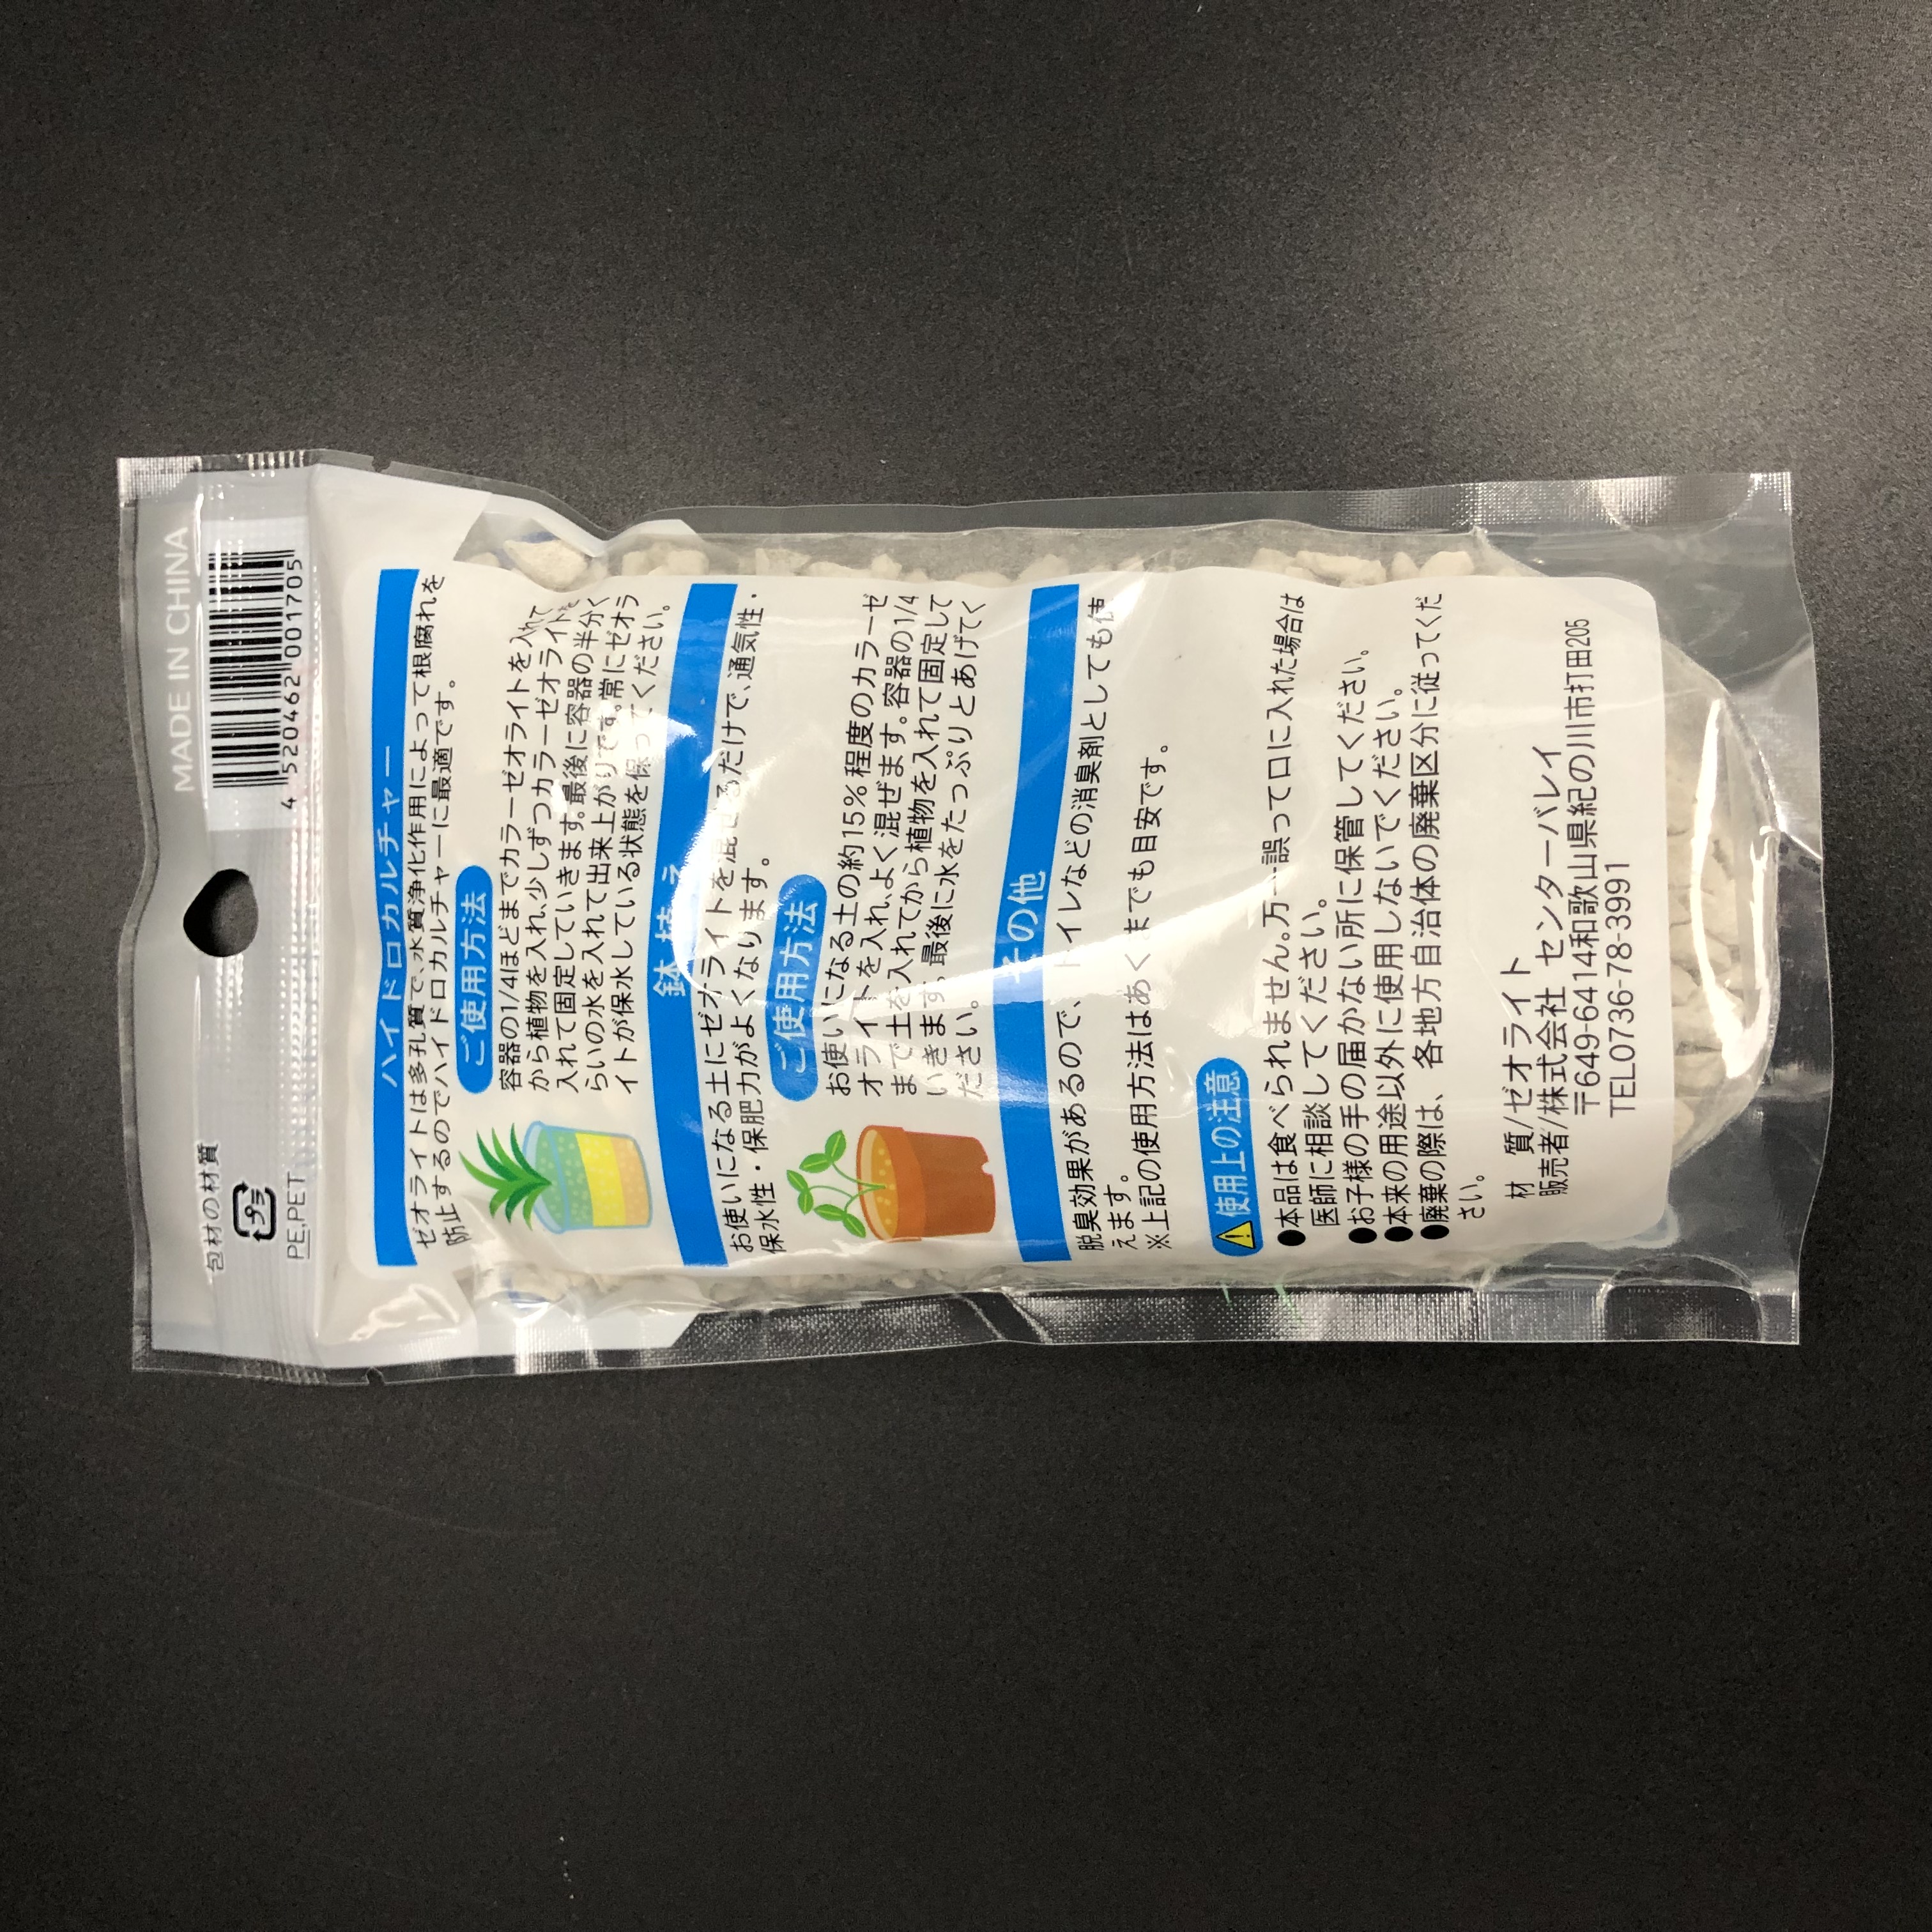 MADE IN CHINA
包材の材質
プラ
PE,PET
4 520462 001705
ハイドロカルチャー
ゼオライトは多孔質で、水質浄化作用によって根腐れを
防止するのでハイドロカルチャーに最適です。
ご使用方法
容器の1/4ほどまでカラーゼオライトを入れて
から植物を入れ、少しずつカラーゼオライトを
入れて固定していきます。最後に容器の半分く
らいの水を入れて出来上がりです。常にゼオラ
イトが保水している状態を保ってください。
鉢植え
お使いになる土にゼオライトを混ぜるだけで、通気性・
保水性・保肥力がよくなります。
ご使用方法
お使いになる土の約15%程度のカラーゼ
オライトを入れ、よく混ぜます。容器の1/4
まで土を入れてから植物を入れて固定して
いきます。最後に水をたっぷりとあげてく
ださい。
その他
脱臭効果があるので、トイレなどの消臭剤としても使
えます。
※上記の使用方法はあくまでも目安です。
使用上の注意
●本品は食べられません。万一誤って口に入れた場合は
医師に相談してください。
●お子様の手の届かない所に保管してください。
●本来の用途以外に使用しないでください。
●廃棄の際は、各地方自治体の廃棄区分に従ってくだ
さい。
材 質/ゼオライト
販売者/株式会社 センターバレイ
〒649-6414和歌山県紀の川市打田205
TEL0736-78-3991